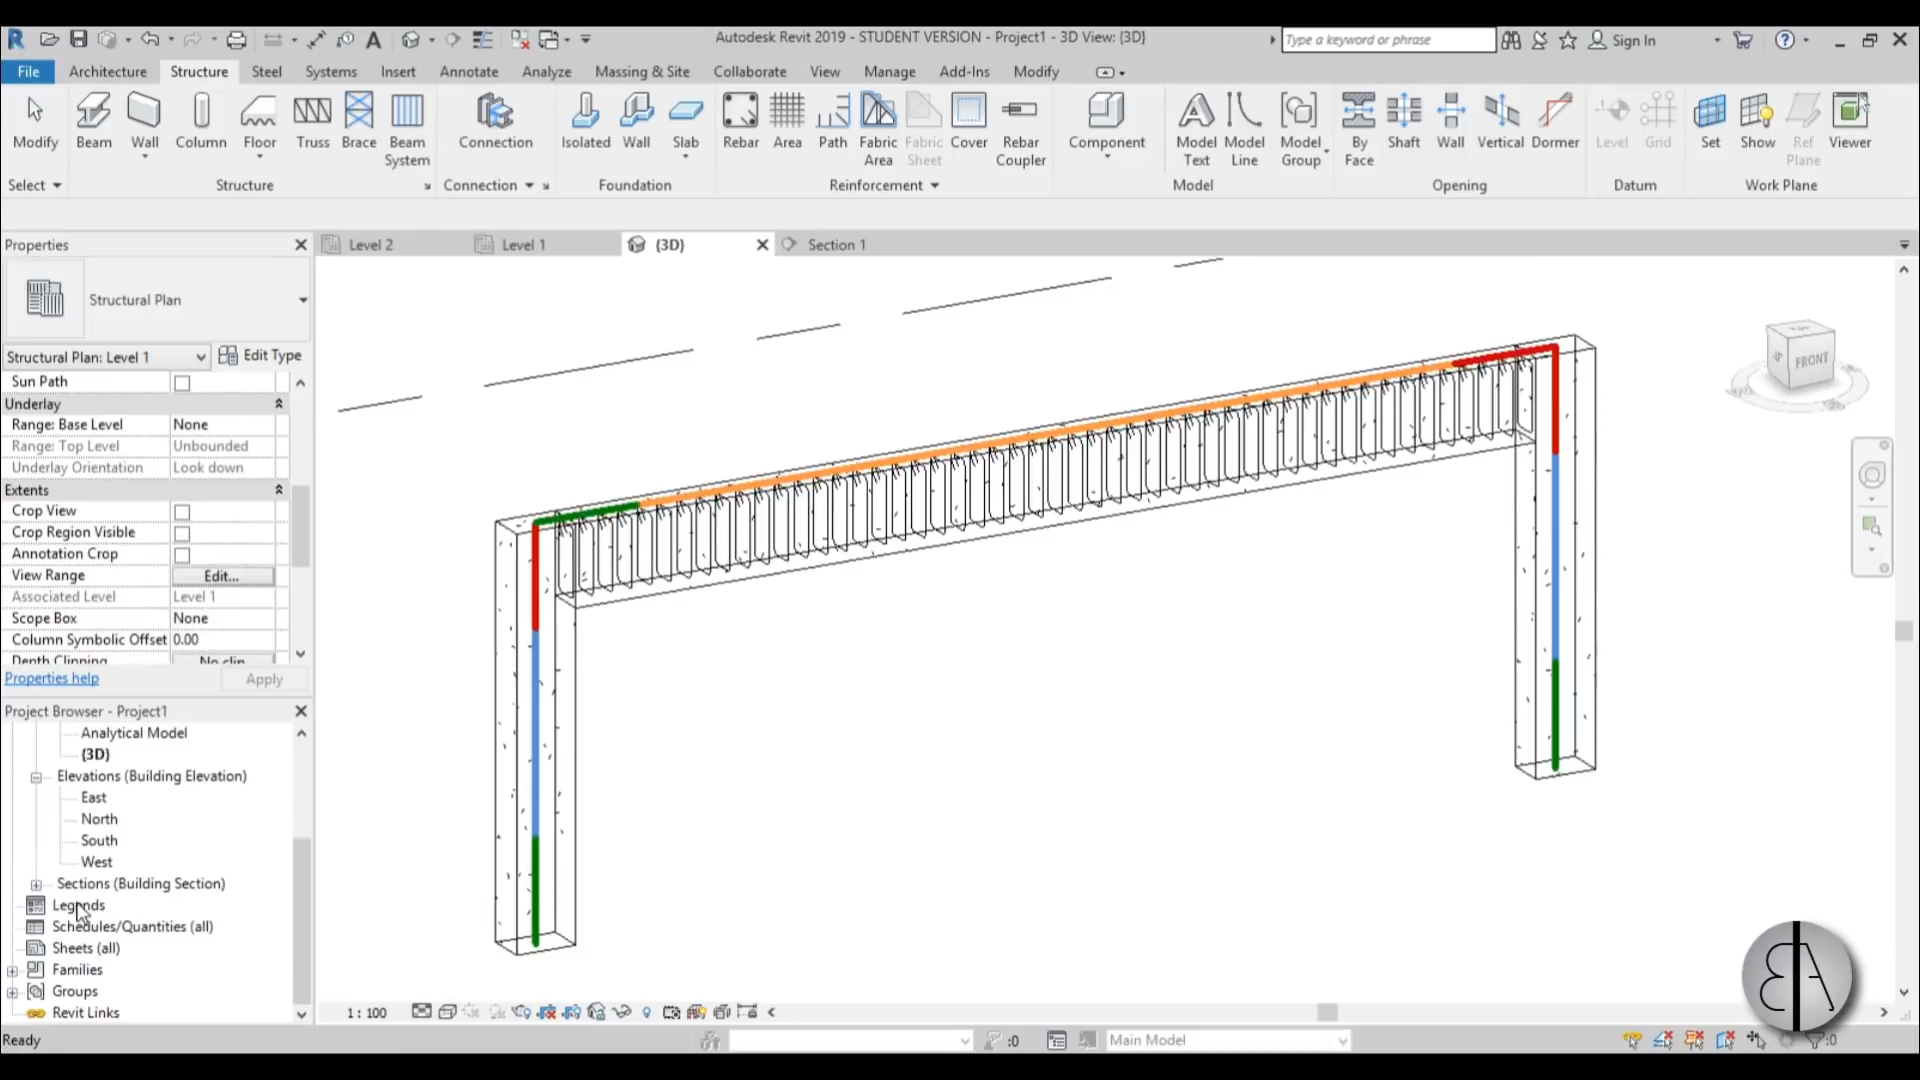 Autodesk Revit 2019 - STUDENT VERSION - Project1 - 3D View: {3D}
Type a keyword or phrase
Sign In
File Architecture Structure Steel Systems Insert Annotate Analyze Massing & Site Collaborate View Manage Add-Ins Modify
Modify Beam Wall Column Floor Truss Brace Beam System Connection Isolated Wall Slab Rebar Area Path Fabric Area Fabric Sheet Cover Rebar Coupler Component Model Text Model Line Model Group By Face Shaft Wall Vertical Dormer Level Grid Set Show Ref Plane Viewer
Select Structure Connection Foundation Reinforcement Model Opening Datum Work Plane
Properties
Level 2 Level 1 {3D} Section 1
Structural Plan
Structural Plan: Level 1 Edit Type
Sun Path
Underlay
Range: Base Level None
Range: Top Level Unbounded
Underlay Orientation Look down
Extents
Crop View
Crop Region Visible
Annotation Crop
View Range Edit...
Associated Level Level 1
Scope Box None
Column Symbolic Offset 0.00
Depth Clipping No clip
Properties help Apply
FRONT
Project Browser - Project1
Analytical Model
{3D}
Elevations (Building Elevation)
East
North
South
West
Sections (Building Section)
Legends
Schedules/Quantities (all)
Sheets (all)
Families
Groups
Revit Links
1 : 100
Ready
:0
Main Model
:0